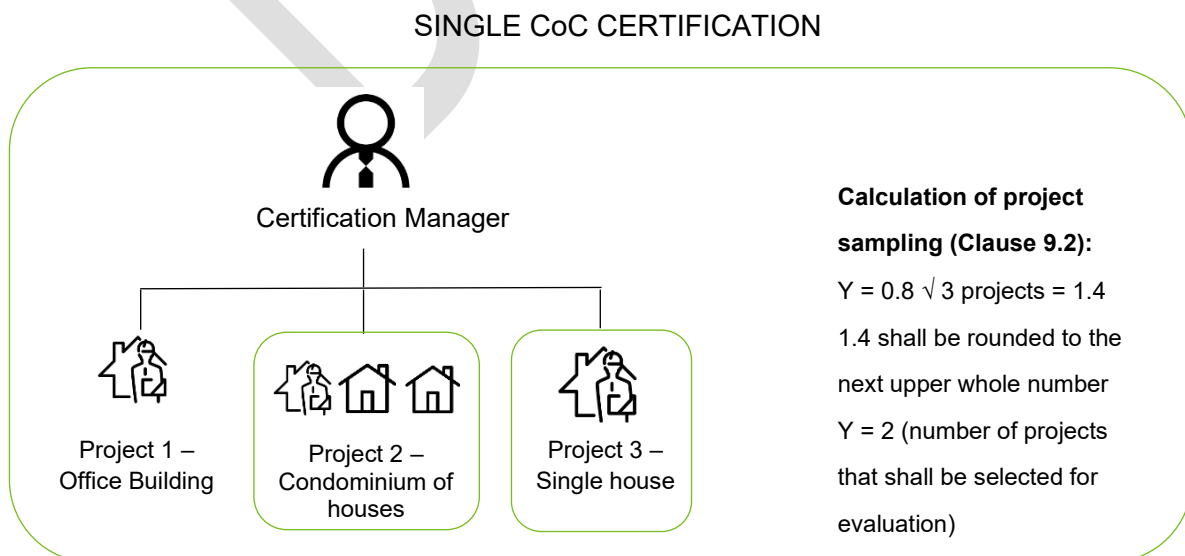 SINGLE CoC CERTIFICATION
Certification Manager
Project 1 –
Office Building
Project 2 –
Condominium of
houses
Project 3 –
Single house
Calculation of project
sampling (Clause 9.2):
Y = 0.8 √ 3 projects = 1.4
1.4 shall be rounded to the
next upper whole number
Y = 2 (number of projects
that shall be selected for
evaluation)